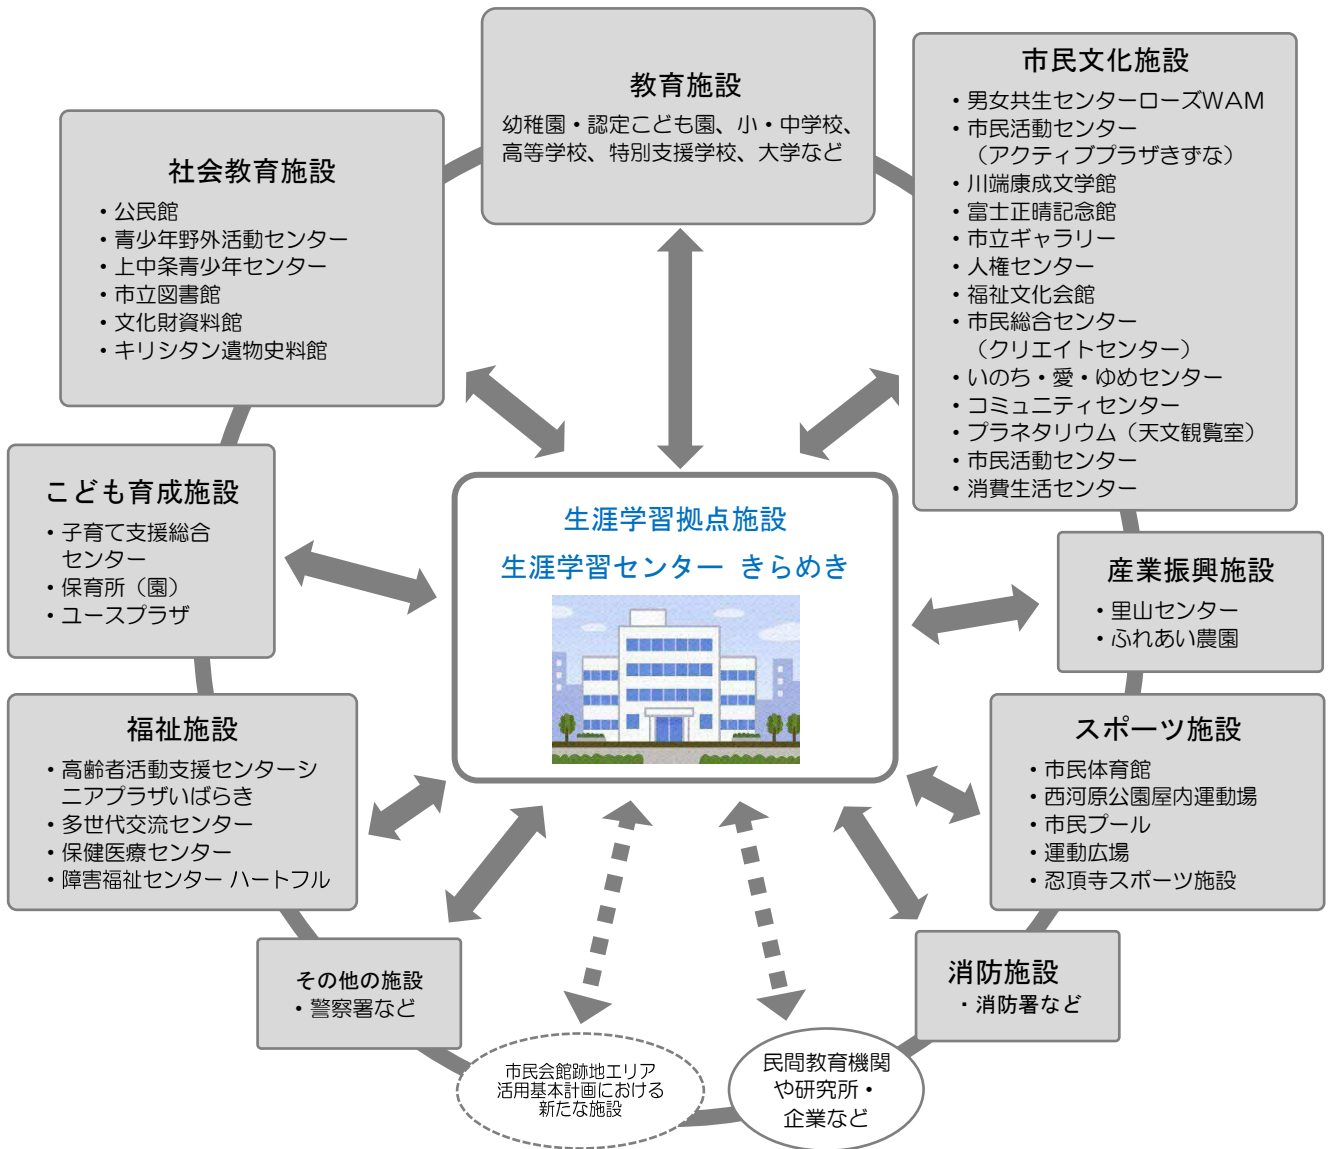 教育施設
幼稚園・認定こども園、小・中学校、
高等学校、特別支援学校、大学など
市民文化施設
・男女共生センターローズWAM
・市民活動センター
（アクティブプラザきずな）
・川端康成文学館
・富士正晴記念館
・市立ギャラリー
・人権センター
・福祉文化会館
・市民総合センター
（クリエイトセンター）
・いのち・愛・ゆめセンター
・コミュニティセンター
・プラネタリウム（天文観覧室）
・市民活動センター
・消費生活センター
社会教育施設
・公民館
・青少年野外活動センター
・上中条青少年センター
・市立図書館
・文化財資料館
・キリシタン遺物史料館
こども育成施設
・子育て支援総合
センター
・保育所（園）
・ユースプラザ
生涯学習拠点施設
生涯学習センター きらめき
産業振興施設
・里山センター
・ふれあい農園
福祉施設
・高齢者活動支援センターシ
ニアプラザいばらき
・多世代交流センター
・保健医療センター
・障害福祉センター ハートフル
スポーツ施設
・市民体育館
・西河原公園屋内運動場
・市民プール
・運動広場
・忍頂寺スポーツ施設
その他の施設
・警察署など
消防施設
・消防署など
市民会館跡地エリア
活用基本計画における
新たな施設
民間教育機関
や研究所・
企業など